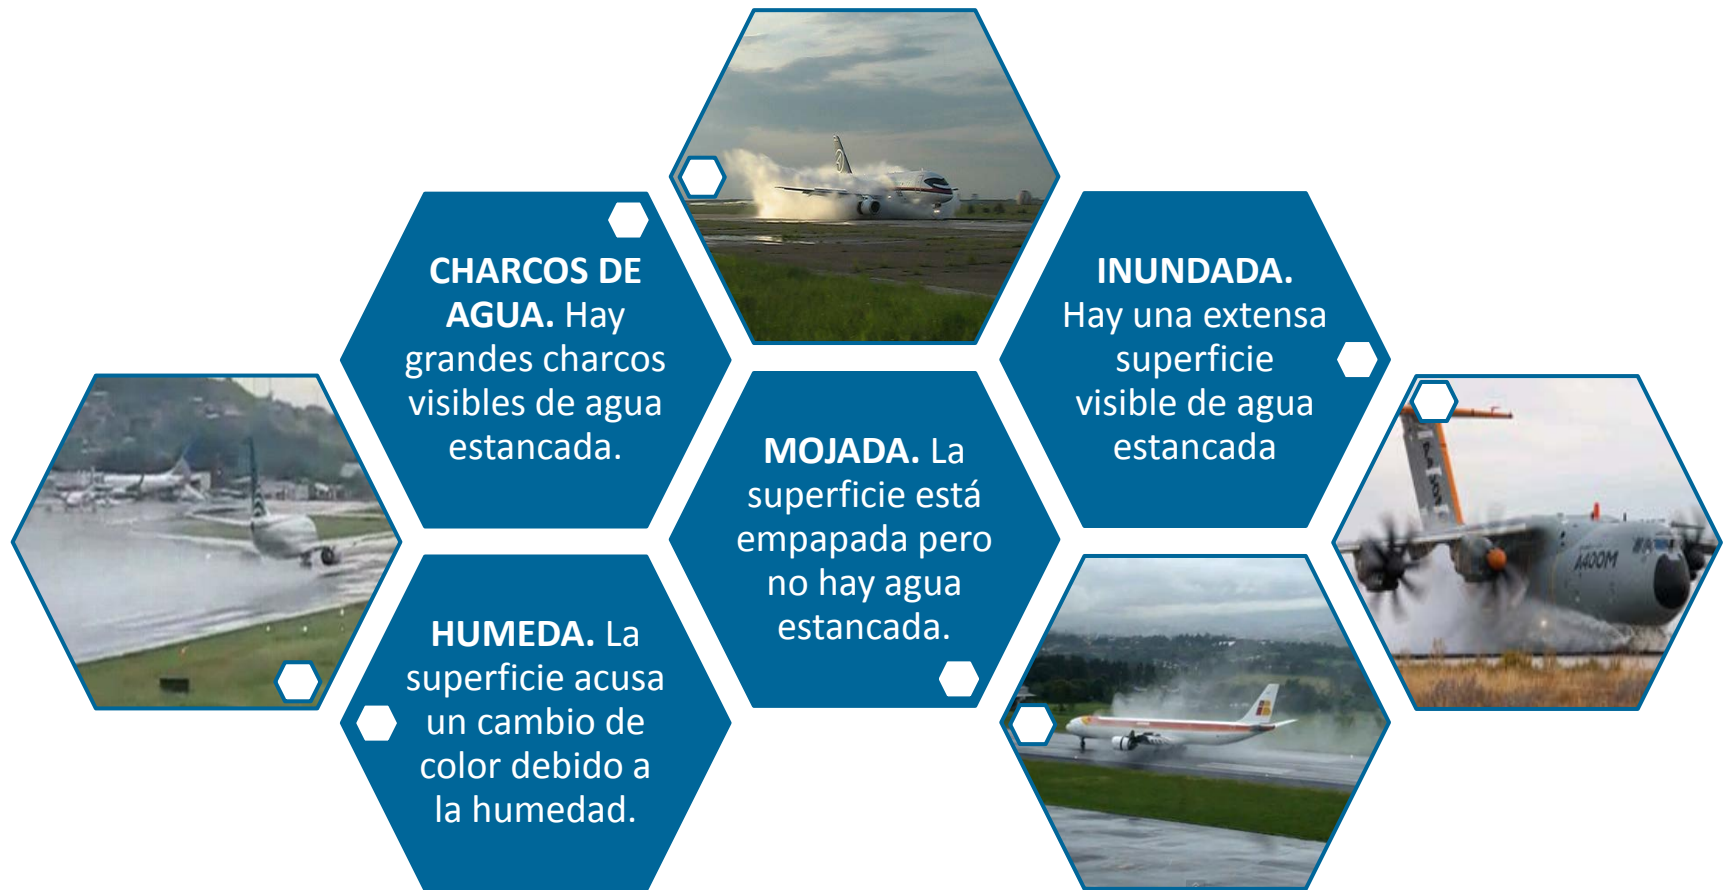 CHARCOS DE
AGUA. Hay
grandes charcos
visibles de agua
estancada.
HUMEDA. La
superficie acusa
un cambio de
color debido a
la humedad.
MOJADA. La
superficie está
empapada pero
no hay agua
estancada.
INUNDADA.
Hay una extensa
superficie
visible de agua
estancada
A400M